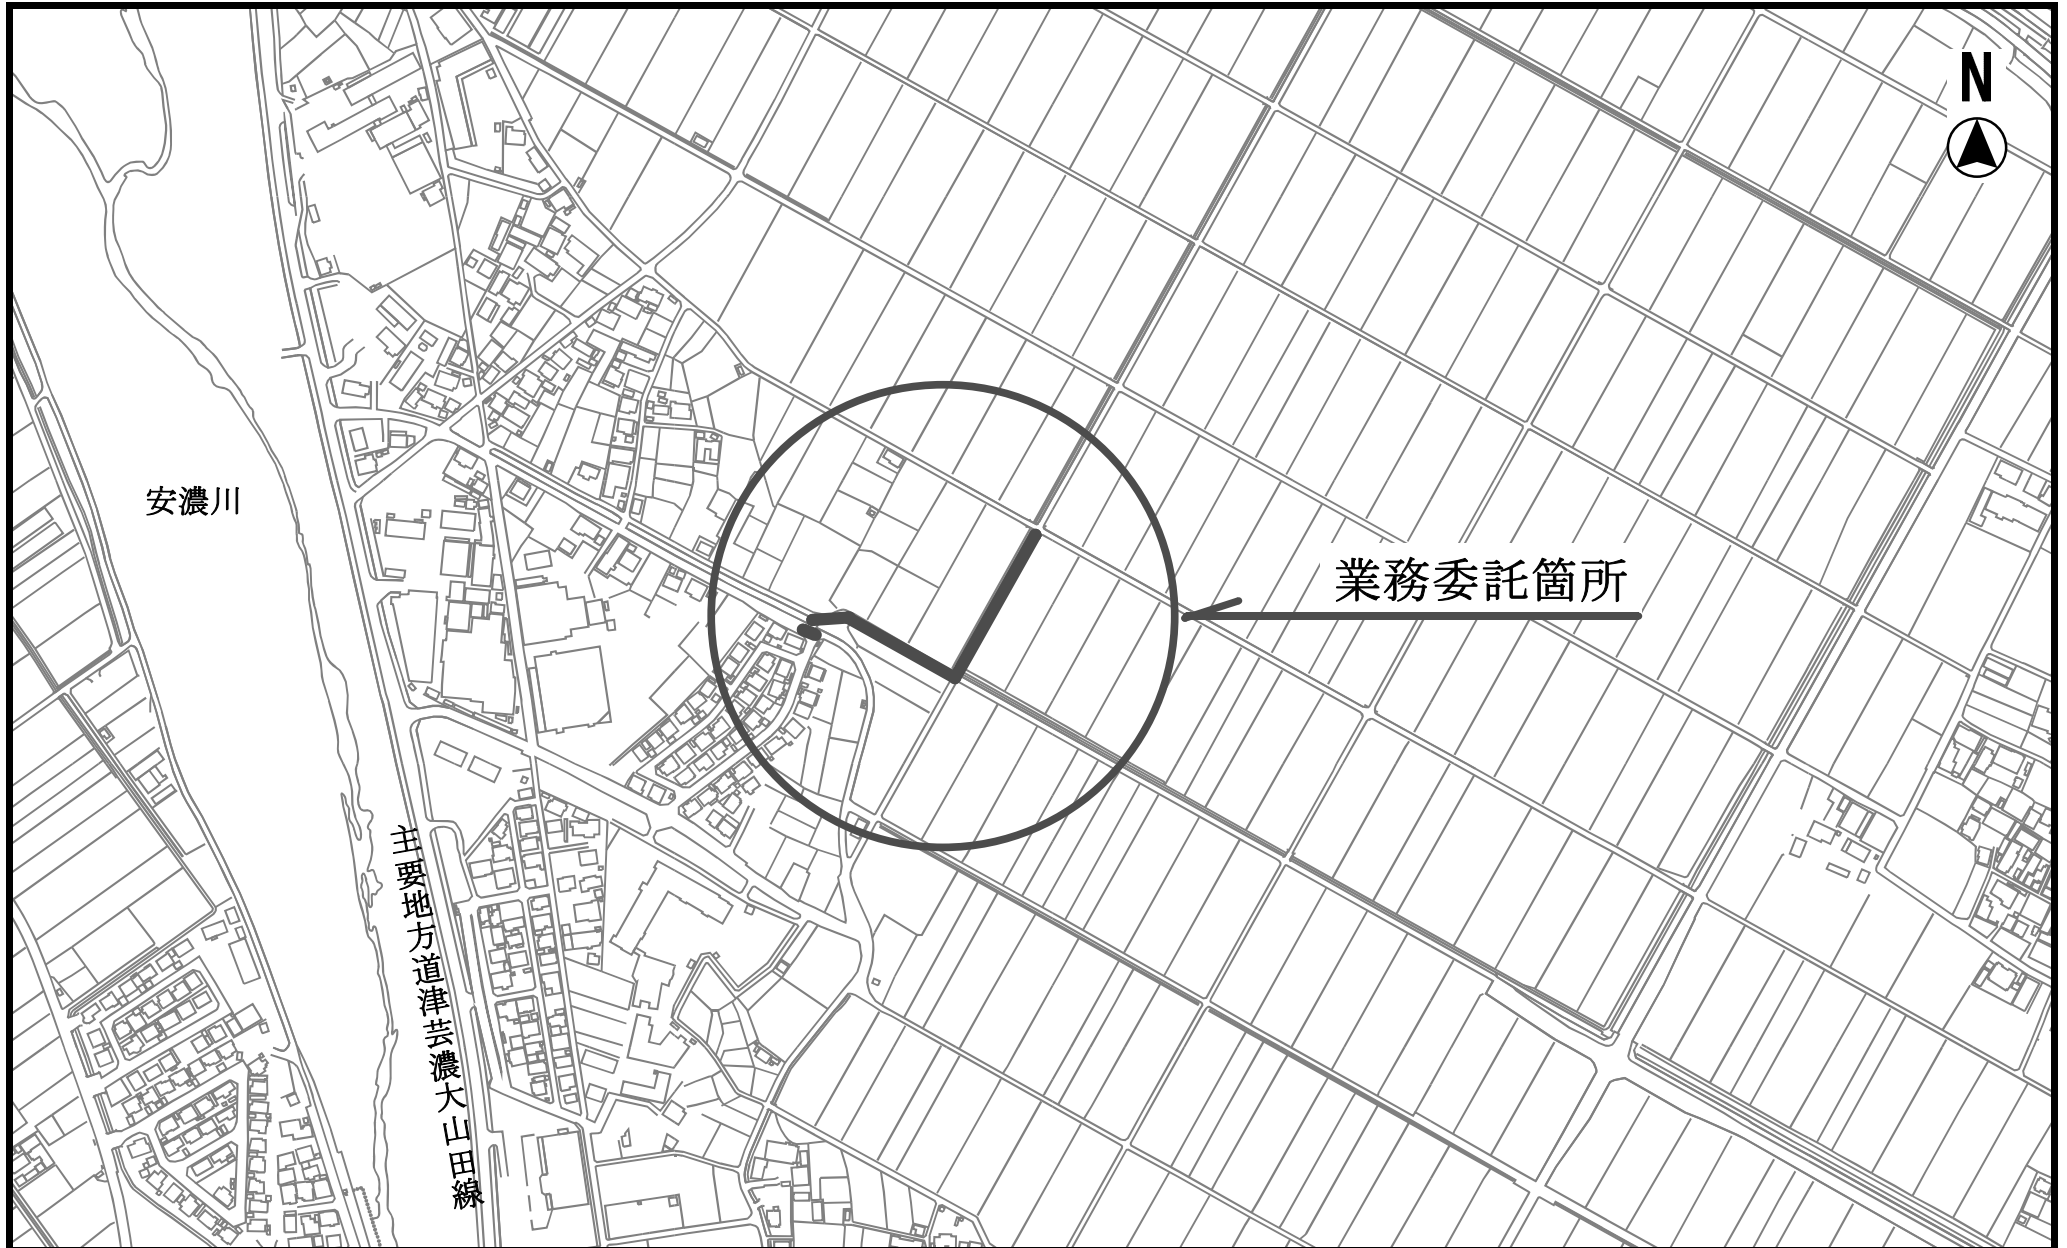 N
安濃川
業務委託箇所
主要地方道津芸濃大山田線